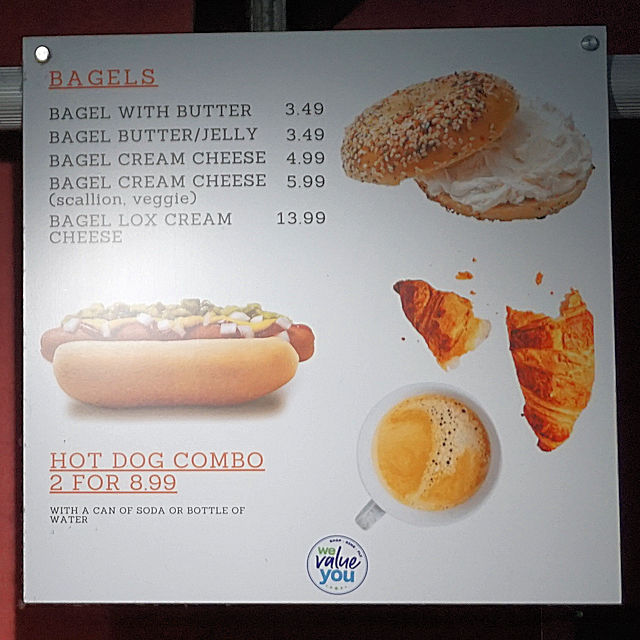 BAGELS
BAGEL WITH BUTTER 3.49
BAGEL BUTTER/JELLY 3.49
BAGEL CREAM CHEESE 4.99
BAGEL CREAM CHEESE 5.99
(scallion, veggie)
BAGEL LOX CREAM 13.99
CHEESE
HOT DOG COMBO
2 FOR 8.99
WITH A CAN OF SODA OR BOTTLE OF
WATER
we
value
you